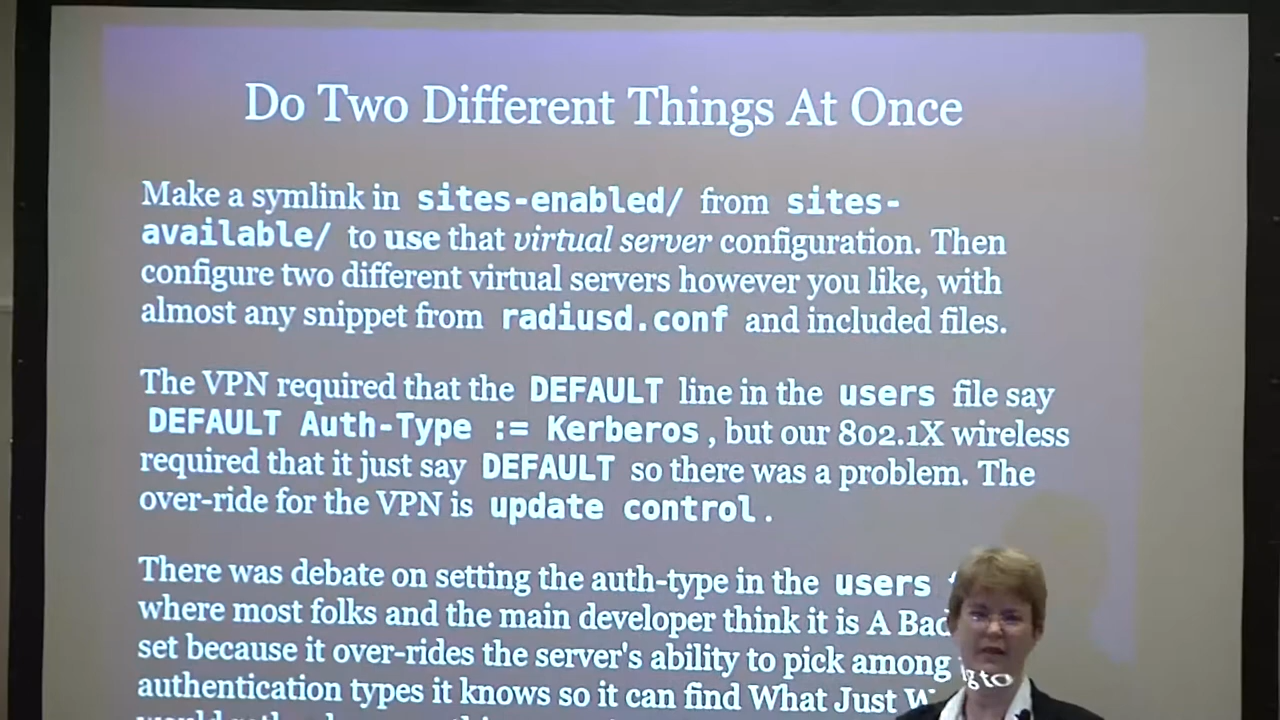 Do Two Different Things At Once
Make a symlink in sites-enabled/ from sites-
available/ to use that virtual server configuration. Then
configure two different virtual servers however you like, with
almost any snippet from radiusd.conf and included files.
The VPN required that the DEFAULT line in the users file say
DEFAULT Auth-Type := Kerberos, but our 802.1X wireless
required that it just say DEFAULT so there was a problem. The
over-ride for the VPN is update control.
There was debate on setting the auth-type in the users
where most folks and the main developer think it is A Bad
set because it over-rides the server's ability to pick among
authentication types it knows so it can find What Just